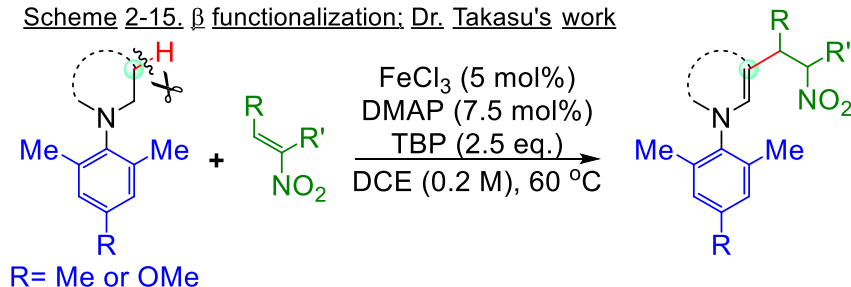 Scheme 2-15. β functionalization; Dr. Takasu's work
H
N
Me
Me
R
R= Me or OMe
+
R
R'
NO₂
FeCl₃ (5 mol%)
DMAP (7.5 mol%)
TBP (2.5 eq.)
DCE (0.2 M), 60 ᵒC
R
R'
NO₂
N
Me
Me
R